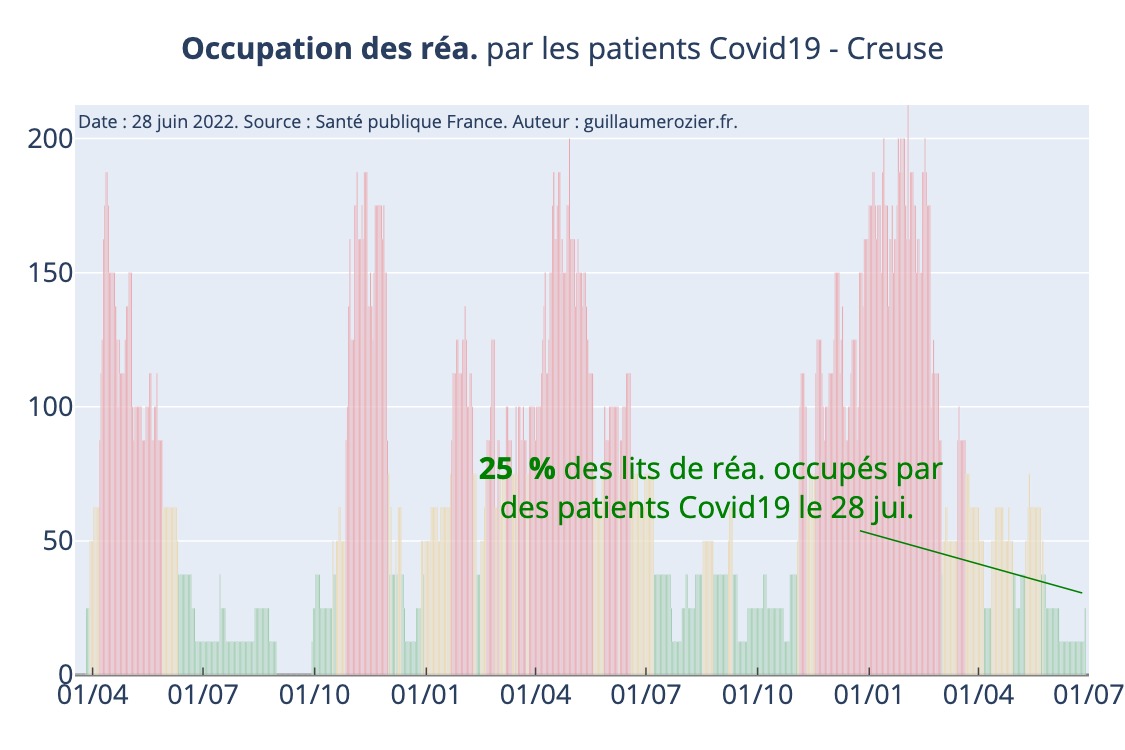 Occupation des réa. par les patients Covid19 - Creuse
Date : 28 juin 2022. Source : Santé publique France. Auteur : guillaumerozier.fr.
200
150
100
50
0
25 % des lits de réa. occupés par
des patients Covid19 le 28 jui.
01/04 01/07 01/10 01/01 01/04 01/07 01/10 01/01 01/04 01/07